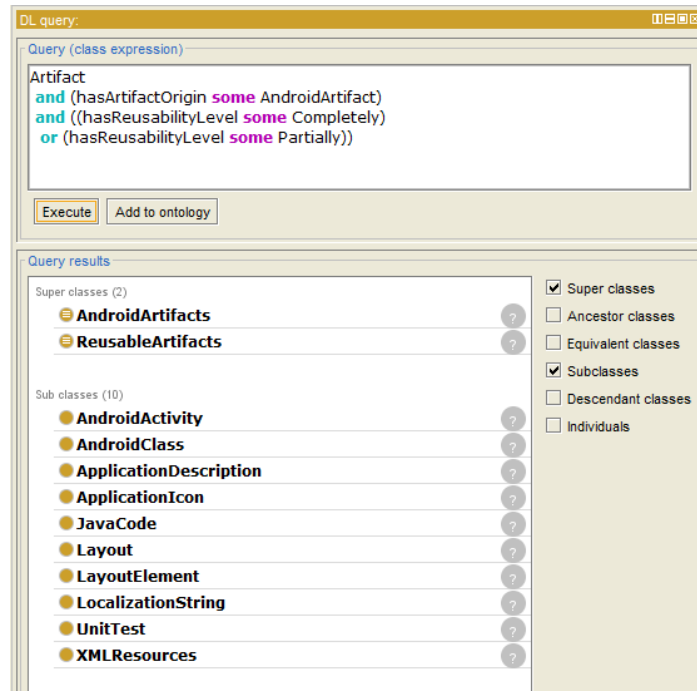 DL query:
Query (class expression)
Artifact
and (hasArtifactOrigin some AndroidArtifact)
and ((hasReusabilityLevel some Completely)
or (hasReusabilityLevel some Partially))
Execute
Add to ontology
Query results
Super classes (2)
AndroidArtifacts
?
ReusableArtifacts
?
Sub classes (10)
AndroidActivity
?
AndroidClass
?
ApplicationDescription
?
ApplicationIcon
?
JavaCode
?
Layout
?
LayoutElement
?
LocalizationString
?
UnitTest
?
XMLResources
?
Super classes
Ancestor classes
Equivalent classes
Subclasses
Descendant classes
Individuals